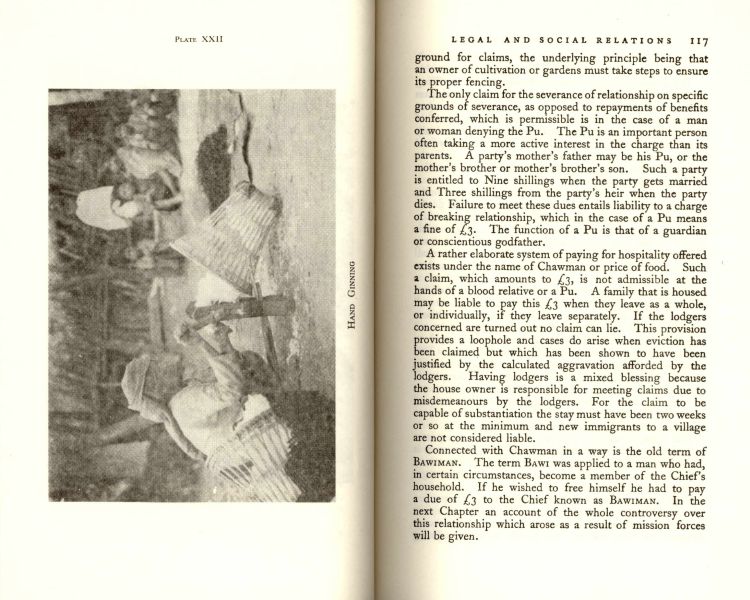 PLATE XXII
HAND GINNING
LEGAL AND SOCIAL RELATIONS 117
ground for claims, the underlying principle being that
an owner of cultivation or gardens must take steps to ensure
its proper fencing.
The only claim for the severance of relationship on specific
grounds of severance, as opposed to repayments of benefits
conferred, which is permissible is in the case of a man
or woman denying the Pu. The Pu is an important person
often taking a more active interest in the charge than its
parents. A party's mother's father may be his Pu, or the
mother's brother or mother's brother's son. Such a party
is entitled to Nine shillings when the party gets married
and Three shillings from the party's heir when the party
dies. Failure to meet these dues entails liability to a charge
of breaking relationship, which in the case of a Pu means
a fine of £3. The function of a Pu is that of a guardian
or conscientious godfather.
A rather elaborate system of paying for hospitality offered
exists under the name of Chawman or price of food. Such
a claim, which amounts to £3, is not admissible at the
hands of a blood relative or a Pu. A family that is housed
may be liable to pay this £3 when they leave as a whole,
or individually, if they leave separately. If the lodgers
concerned are turned out no claim can lie. This provision
provides a loophole and cases do arise when eviction has
been claimed but which has been shown to have been
justified by the calculated aggravation afforded by the
lodgers. Having lodgers is a mixed blessing because
the house owner is responsible for meeting claims due to
misdemeanours by the lodgers. For the claim to be
capable of substantiation the stay must have been two weeks
or so at the minimum and new immigrants to a village
are not considered liable.
Connected with Chawman in a way is the old term of
BAWIMAN. The term BAWI was applied to a man who had,
in certain circumstances, become a member of the Chief's
household. If he wished to free himself he had to pay
a due of £3 to the Chief known as BAWIMAN. In the
next Chapter an account of the whole controversy over
this relationship which arose as a result of mission forces
will be given.